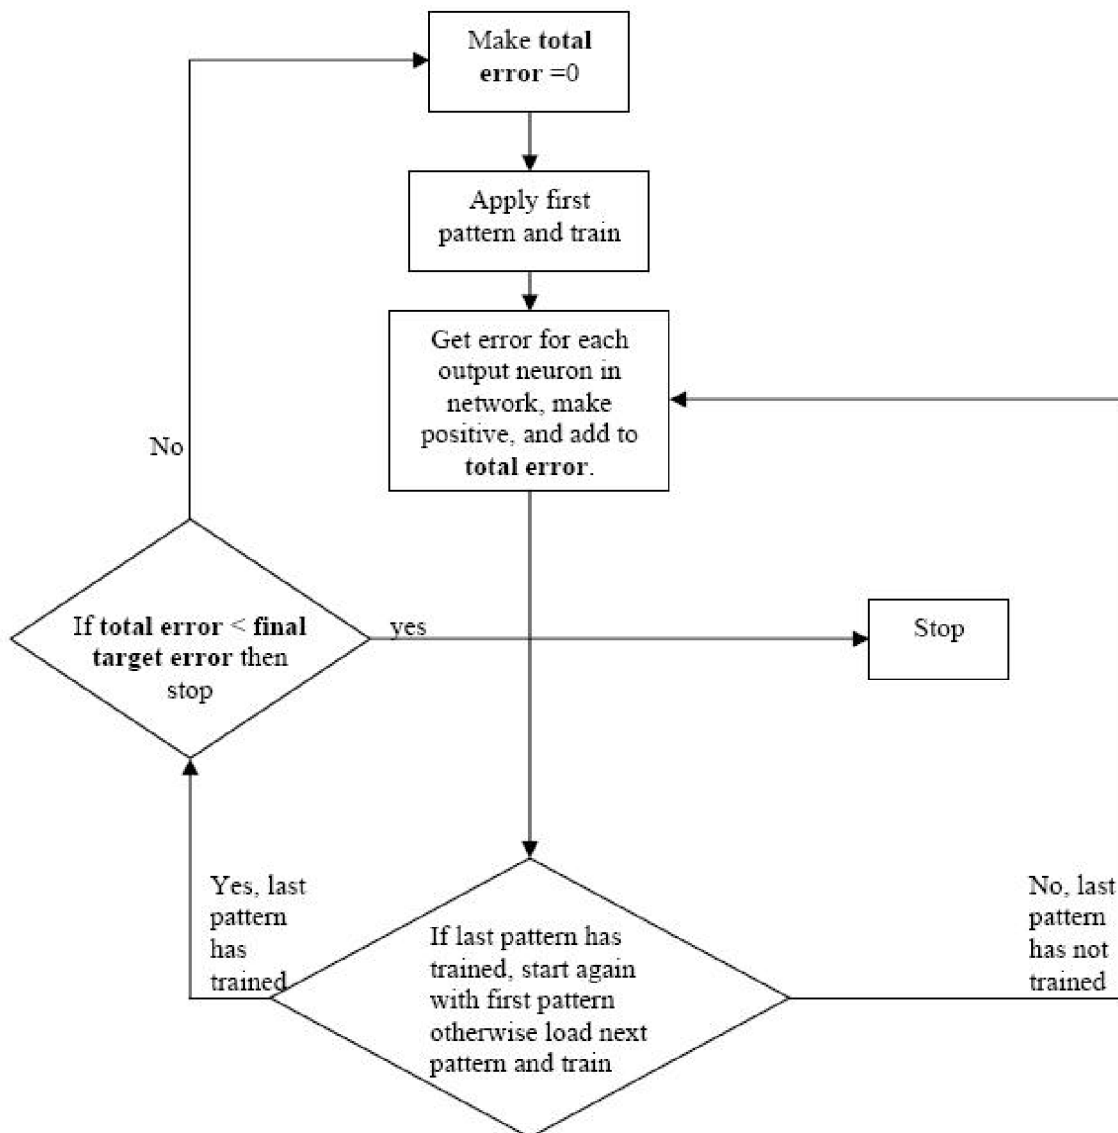 Make total
error =0
Apply first
pattern and train
Get error for each
output neuron in
network, make
positive, and add to
total error.
No
If total error < final
target error then
stop
yes
Stop
Yes, last
pattern
has
trained
If last pattern has
trained, start again
with first pattern
otherwise load next
pattern and train
No, last
pattern
has not
trained